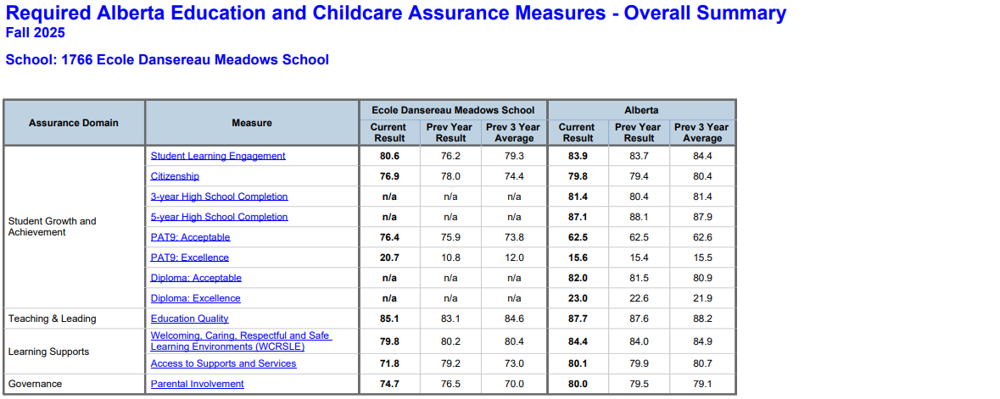 Required Alberta Education and Childcare Assurance Measures - Overall Summary
Fall 2025
School: 1766 Ecole Dansereau Meadows School
Assurance Domain Measure Ecole Dansereau Meadows School Alberta
Current Result Prev Year Result Prev 3 Year Average Current Result Prev Year Result Prev 3 Year Average
Student Growth and Achievement
Student Learning Engagement 80.6 76.2 79.3 83.9 83.7 84.4
Citizenship 76.9 78.0 74.4 79.8 79.4 80.4
3-year High School Completion n/a n/a n/a 81.4 80.4 81.4
5-year High School Completion n/a n/a n/a 87.1 88.1 87.9
PAT9: Acceptable 76.4 75.9 73.8 62.5 62.5 62.6
PAT9: Excellence 20.7 10.8 12.0 15.6 15.4 15.5
Diploma: Acceptable n/a n/a n/a 82.0 81.5 80.9
Diploma: Excellence n/a n/a n/a 23.0 22.6 21.9
Teaching & Leading Education Quality 85.1 83.1 84.6 87.7 87.6 88.2
Learning Supports
Welcoming, Caring, Respectful and Safe Learning Environments (WCRSLE) 79.8 80.2 80.4 84.4 84.0 84.9
Access to Supports and Services 71.8 79.2 73.0 80.1 79.9 80.7
Governance Parental Involvement 74.7 76.5 70.0 80.0 79.5 79.1